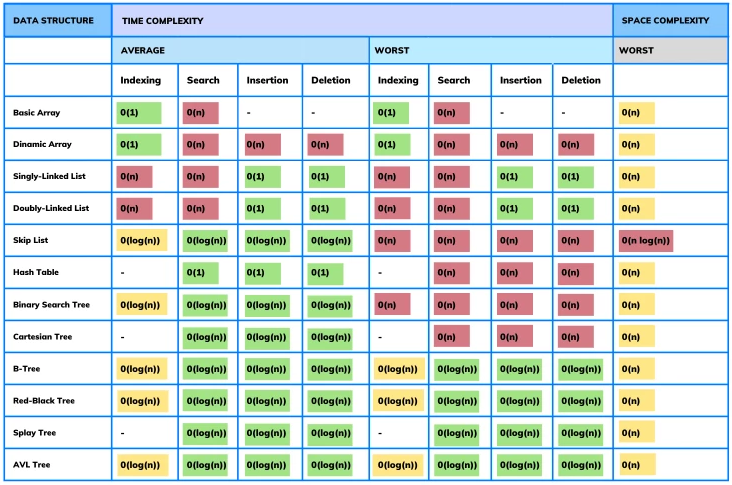 DATA STRUCTURE TIME COMPLEXITY SPACE COMPLEXITY
AVERAGE WORST WORST
Indexing Search Insertion Deletion Indexing Search Insertion Deletion
Basic Array 0(1) 0(n) - - 0(1) 0(n) - - 0(n)
Dinamic Array 0(1) 0(n) 0(n) 0(n) 0(1) 0(n) 0(n) 0(n) 0(n)
Singly-Linked List 0(n) 0(n) 0(1) 0(1) 0(n) 0(n) 0(1) 0(1) 0(n)
Doubly-Linked List 0(n) 0(n) 0(1) 0(1) 0(n) 0(n) 0(1) 0(1) 0(n)
Skip List 0(log(n)) 0(log(n)) 0(log(n)) 0(log(n)) 0(n) 0(n) 0(n) 0(n) 0(n log(n))
Hash Table - 0(1) 0(1) 0(1) - 0(n) 0(n) 0(n) 0(n)
Binary Search Tree 0(log(n)) 0(log(n)) 0(log(n)) 0(log(n)) 0(n) 0(n) 0(n) 0(n) 0(n)
Cartesian Tree - 0(log(n)) 0(log(n)) 0(log(n)) - 0(n) 0(n) 0(n) 0(n)
B-Tree 0(log(n)) 0(log(n)) 0(log(n)) 0(log(n)) 0(log(n)) 0(log(n)) 0(log(n)) 0(log(n)) 0(n)
Red-Black Tree 0(log(n)) 0(log(n)) 0(log(n)) 0(log(n)) 0(log(n)) 0(log(n)) 0(log(n)) 0(log(n)) 0(n)
Splay Tree - 0(log(n)) 0(log(n)) 0(log(n)) - 0(log(n)) 0(log(n)) 0(log(n)) 0(n)
AVL Tree 0(log(n)) 0(log(n)) 0(log(n)) 0(log(n)) 0(log(n)) 0(log(n)) 0(log(n)) 0(log(n)) 0(n)